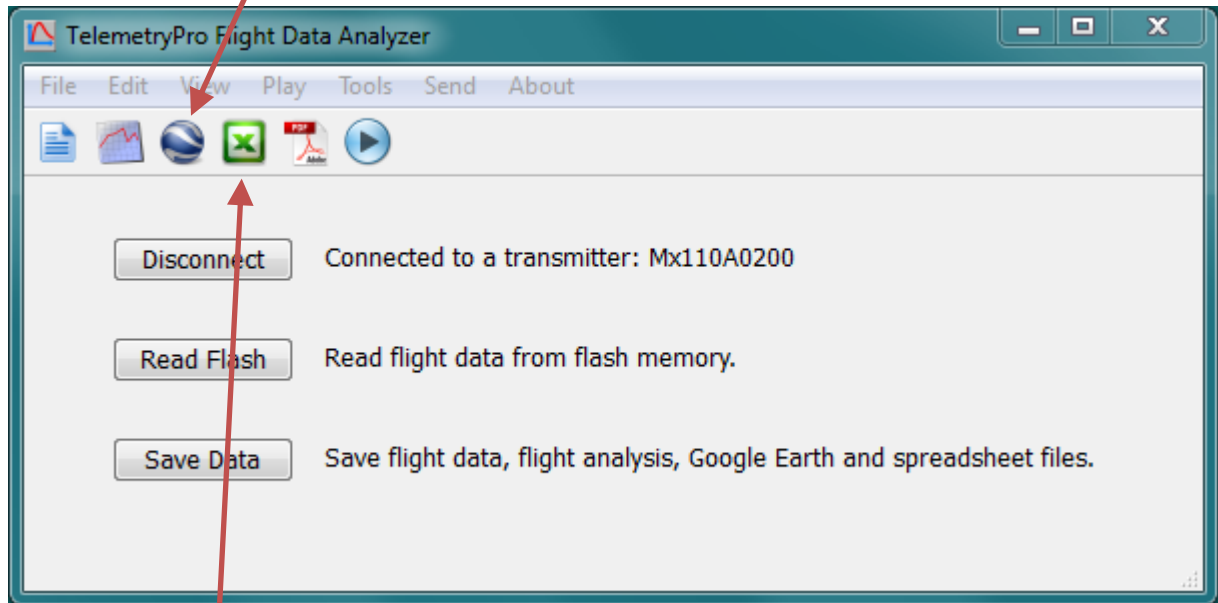 TelemetryPro Flight Data Analyzer
File Edit View Play Tools Send About
PDF
Adobe
Disconnect Connected to a transmitter: Mx110A0200
Read Flash Read flight data from flash memory.
Save Data Save flight data, flight analysis, Google Earth and spreadsheet files.